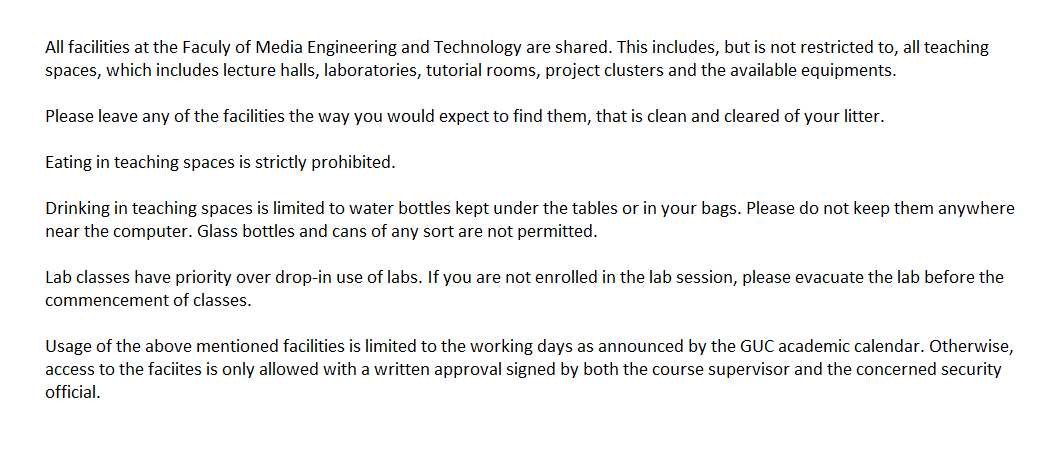 All facilities at the Faculy of Media Engineering and Technology are shared. This includes, but is not restricted to, all teaching
spaces, which includes lecture halls, laboratories, tutorial rooms, project clusters and the available equipments.
Please leave any of the facilities the way you would expect to find them, that is clean and cleared of your litter.
Eating in teaching spaces is strictly prohibited.
Drinking in teaching spaces is limited to water bottles kept under the tables or in your bags. Please do not keep them anywhere
near the computer. Glass bottles and cans of any sort are not permitted.
Lab classes have priority over drop-in use of labs. If you are not enrolled in the lab session, please evacuate the lab before the
commencement of classes.
Usage of the above mentioned facilities is limited to the working days as announced by the GUC academic calendar. Otherwise,
access to the faciites is only allowed with a written approval signed by both the course supervisor and the concerned security
official.